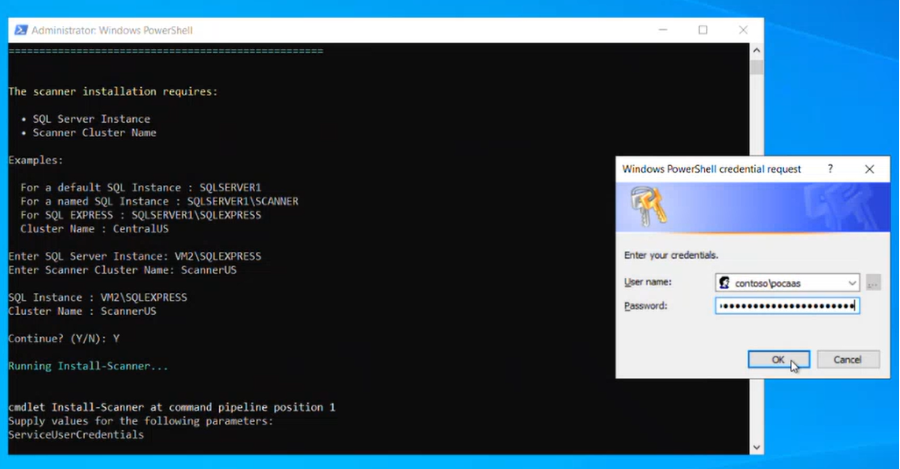 Administrator: Windows PowerShell
==================================================
The scanner installation requires:
• SQL Server Instance
• Scanner Cluster Name
Examples:
For a default SQL Instance : SQLSERVER1
For a named SQL Instance : SQLSERVER1\SCANNER
For SQL EXPRESS : SQLSERVER1\SQLEXPRESS
Cluster Name : CentralUS
Enter SQL Server Instance: VM2\SQLEXPRESS
Enter Scanner Cluster Name: ScannerUS
SQL Instance : VM2\SQLEXPRESS
Cluster Name : ScannerUS
Continue? (Y/N): Y
Running Install-Scanner...
cmdlet Install-Scanner at command pipeline position 1
Supply values for the following parameters:
ServiceUserCredentials
Windows PowerShell credential request
Enter your credentials.
User name: contoso\pocaas
Password: ••••••••••••••••••••••
OK Cancel